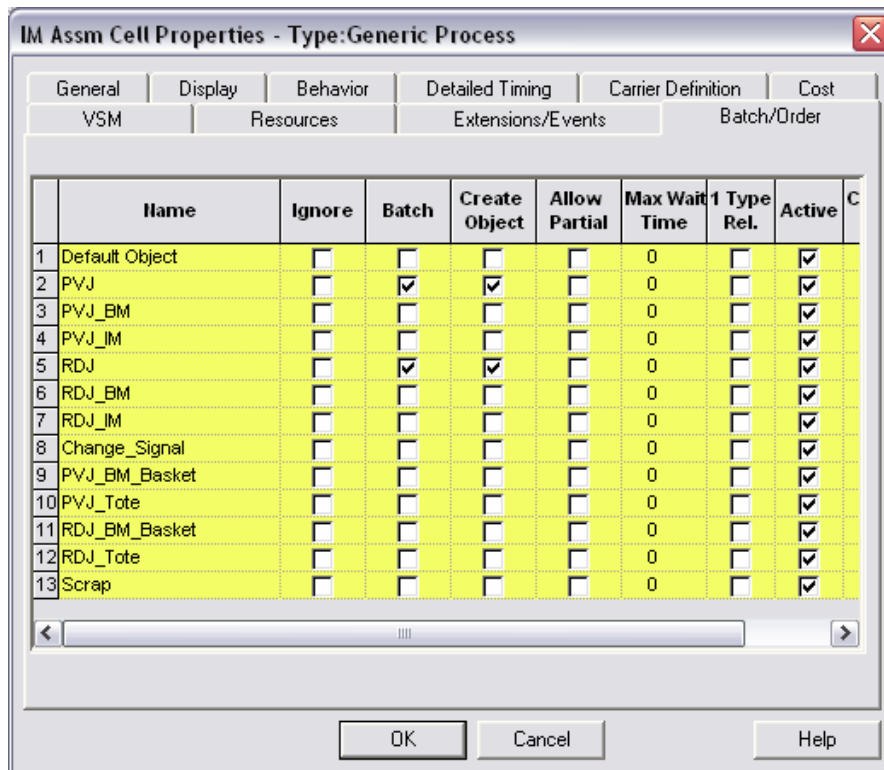 IM Assm Cell Properties - Type:Generic Process
General Display Behavior Detailed Timing Carrier Definition Cost
VSM Resources Extensions/Events Batch/Order
Name Ignore Batch Create Object Allow Partial Max Wait Time 1 Type Rel. Active C
1 Default Object 0
2 PVJ 0
3 PVJ_BM 0
4 PVJ_IM 0
5 RDJ 0
6 RDJ_BM 0
7 RDJ_IM 0
8 Change_Signal 0
9 PVJ_BM_Basket 0
10 PVJ_Tote 0
11 RDJ_BM_Basket 0
12 RDJ_Tote 0
13 Scrap 0
OK Cancel Help